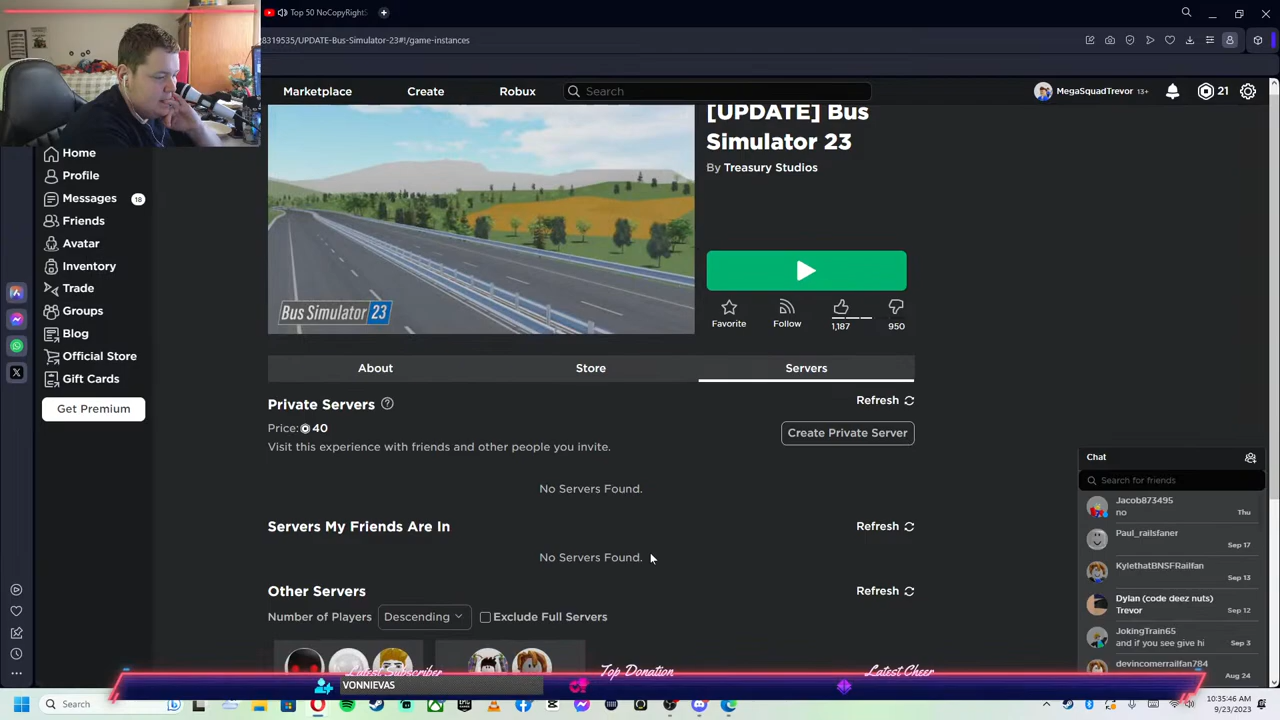 Top 50 NoCopyRightS
28319535/UPDATE-Bus-Simulator-23#!/game-instances
Marketplace
Create
Robux
Search
MegaSquadTrevor 13+
21
Home
Profile
Messages
18
Friends
Avatar
Inventory
Trade
Groups
Blog
Official Store
Gift Cards
Get Premium
Bus Simulator 23
[UPDATE] Bus
Simulator 23
By Treasury Studios
Favorite
Follow
1,187
950
About
Store
Servers
Private Servers
Refresh
Price: 40
Create Private Server
Visit this experience with friends and other people you invite.
No Servers Found.
Servers My Friends Are In
Refresh
No Servers Found.
Other Servers
Refresh
Number of Players
Descending
Exclude Full Servers
Chat
Search for friends
Jacob873495
no
Thu
Paul_railsfaner
Sep 17
KylethatBNSFRailfan
Sep 13
Dylan (code deez nuts)
Trevor
Sep 12
JokingTrain65
and if you see give hi
Sep 3
devincomerrailfan784
Aug 24
Latest Subscriber
VONNIEVAS
Top Donation
Latest Cheer
Search
10:35:46 AM
9/23/2023